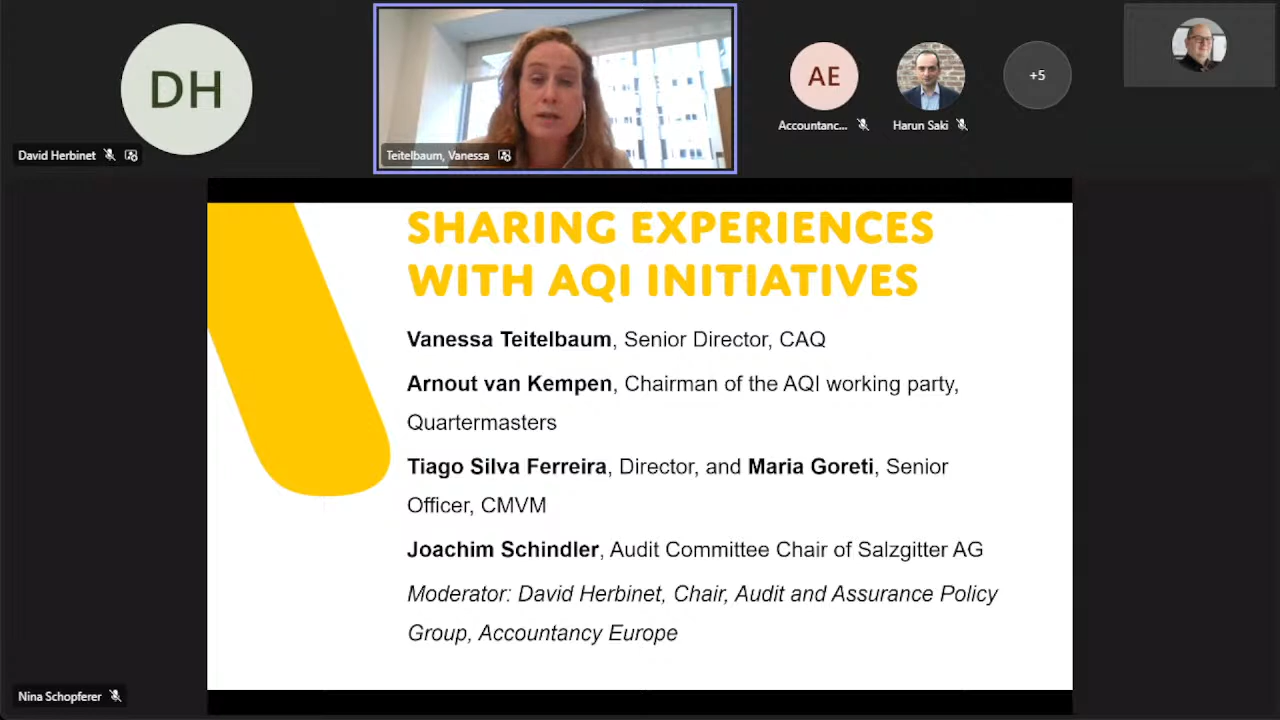 DH
David Herbinet
Teitelbaum, Vanessa
AE
Accountanc...
Harun Saki
+5
SHARING EXPERIENCES
WITH AQI INITIATIVES
Vanessa Teitelbaum, Senior Director, CAQ
Arnout van Kempen, Chairman of the AQI working party,
Quartermasters
Tiago Silva Ferreira, Director, and Maria Goreti, Senior
Officer, CMVM
Joachim Schindler, Audit Committee Chair of Salzgitter AG
Moderator: David Herbinet, Chair, Audit and Assurance Policy
Group, Accountancy Europe
Nina Schopferer